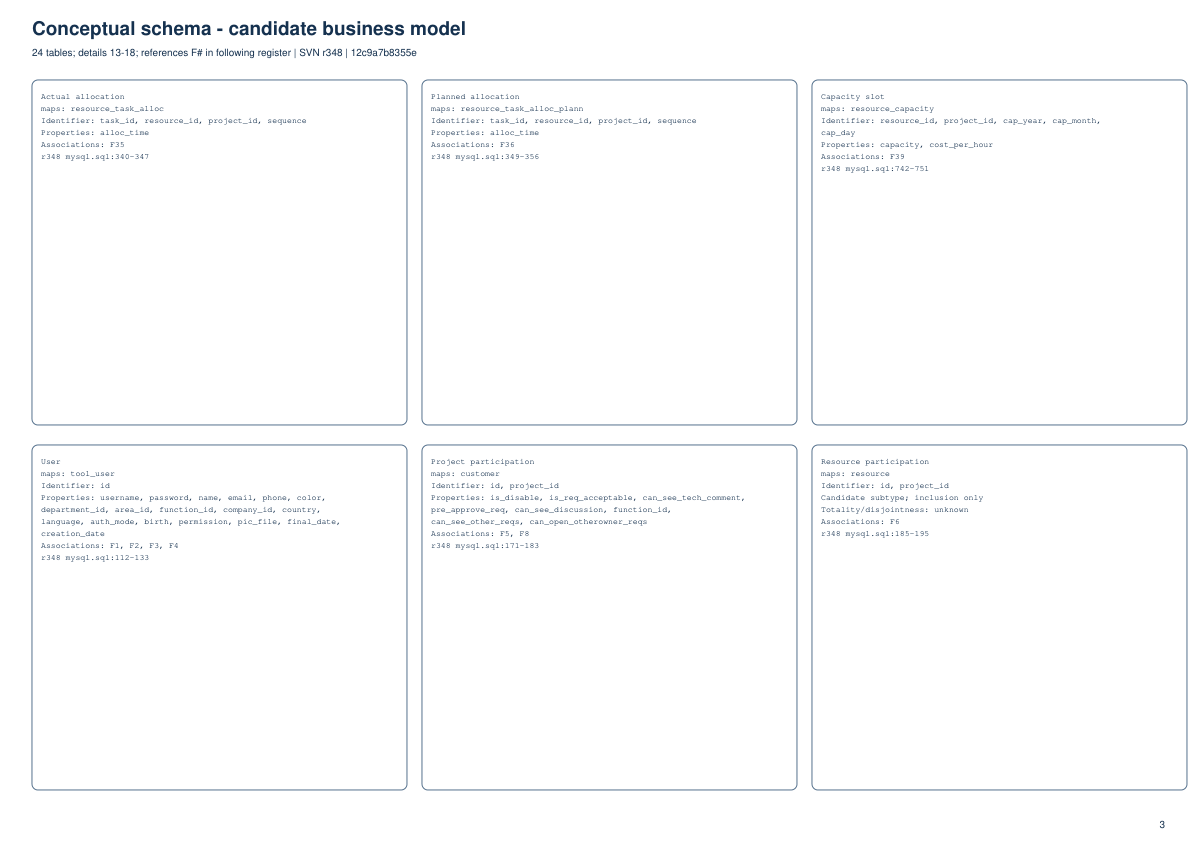 Conceptual schema - candidate business model
24 tables; details 13-18; references F# in following register | SVN r348 | 12c9a7b8355e
Actual allocation
maps: resource_task_alloc
Identifier: task_id, resource_id, project_id, sequence
Properties: alloc_time
Associations: F35
r348 mysql.sql:340-347
Planned allocation
maps: resource_task_alloc_plann
Identifier: task_id, resource_id, project_id, sequence
Properties: alloc_time
Associations: F36
r348 mysql.sql:349-356
Capacity slot
maps: resource_capacity
Identifier: resource_id, project_id, cap_year, cap_month,
cap_day
Properties: capacity, cost_per_hour
Associations: F39
r348 mysql.sql:742-751
User
maps: tool_user
Identifier: id
Properties: username, password, name, email, phone, color,
department_id, area_id, function_id, company_id, country,
language, auth_mode, birth, permission, pic_file, final_date,
creation_date
Associations: F1, F2, F3, F4
r348 mysql.sql:112-133
Project participation
maps: customer
Identifier: id, project_id
Properties: is_disable, is_req_acceptable, can_see_tech_comment,
pre_approve_req, can_see_discussion, function_id,
can_see_other_reqs, can_open_otherowner_reqs
Associations: F5, F8
r348 mysql.sql:171-183
Resource participation
maps: resource
Identifier: id, project_id
Candidate subtype; inclusion only
Totality/disjointness: unknown
Associations: F6
r348 mysql.sql:185-195
3